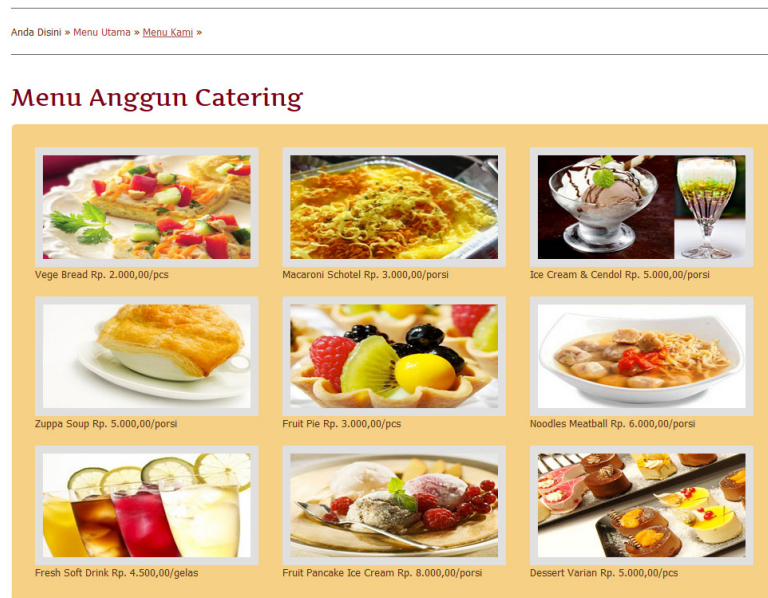 Anda Disini » Menu Utama » Menu Kami »
Menu Anggun Catering
Vege Bread Rp. 2.000,00/pcs
Macaroni Schotel Rp. 3.000,00/porsi
Ice Cream & Cendol Rp. 5.000,00/porsi
Zuppa Soup Rp. 5.000,00/porsi
Fruit Pie Rp. 3.000,00/pcs
Noodles Meatball Rp. 6.000,00/porsi
Fresh Soft Drink Rp. 4.500,00/gelas
Fruit Pancake Ice Cream Rp. 8.000,00/porsi
Dessert Varian Rp. 5.000,00/pcs